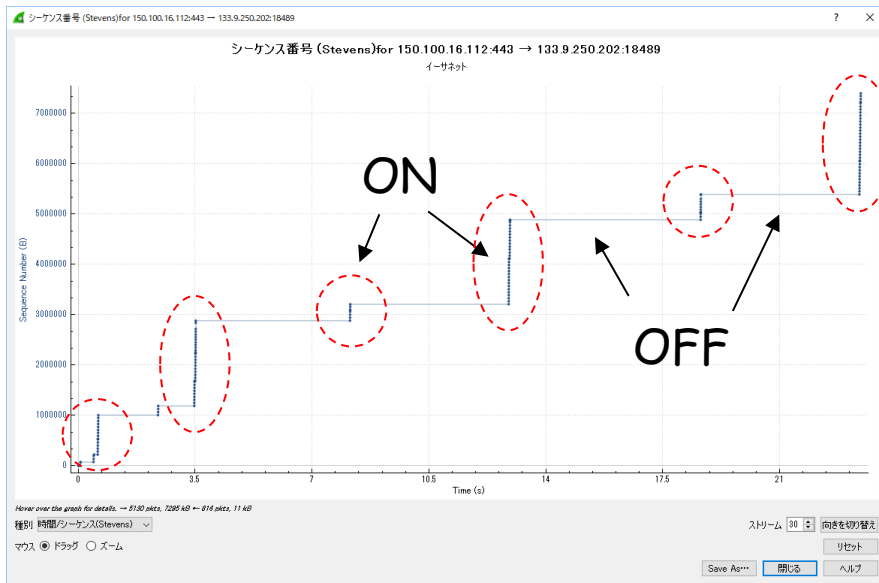 シーケンス番号 (Stevens)for 150.100.16.112:443 → 133.9.250.202:18489
? ×
シーケンス番号 (Stevens)for 150.100.16.112:443 → 133.9.250.202:18489
イーサネット
Sequence Number (B)
7000000
6000000
5000000
4000000
3000000
2000000
1000000
0
ON
OFF
0 3.5 7 10.5 14 17.5 21
Time (s)
Hover over the graph for details. → 5130 pkts, 7295 kB ← 816 pkts, 11 kB
種別 時間/シーケンス(Stevens) ストリーム 30 向きを切り替え
マウス ドラッグ ズーム リセット
Save As… 閉じる ヘルプ